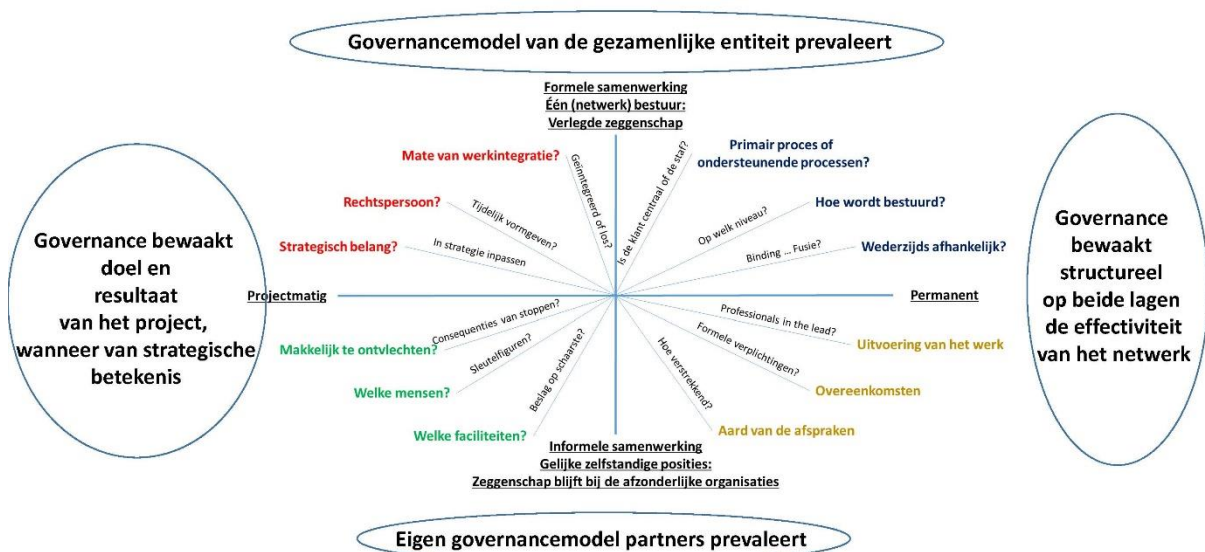 Governancemodel van de gezamenlijke entiteit prevaleert
Formele samenwerking
Één (netwerk) bestuur:
Verlegde zeggenschap
Mate van werkintegratie?
Geïnntegreerd of los?
Is de klant centraal of de staf?
Primair proces of
ondersteunende processen?
Rechtspersoon?
Tijdelijk vormgeven?
Op welk niveau?
Hoe wordt bestuurd?
Strategisch belang?
In strategie inpassen
Binding ... Fusie?
Wederzijds afhankelijk?
Governance bewaakt
doel en
resultaat
van het project,
wanneer van strategische
betekenis
Projectmatig
Permanent
Governance
bewaakt
structureel
op beide lagen
de effectiviteit
van het netwerk
Consequenties van stoppen?
Makkelijk te ontvlechten?
Professionals in the lead?
Uitvoering van het werk
Sleutelfiguren?
Welke mensen?
Formele verplichtingen?
Overeenkomsten
Beslag op schaarste?
Welke faciliteiten?
Hoe verstrekkend?
Aard van de afspraken
Informele samenwerking
Gelijke zelfstandige posities:
Zeggenschap blijft bij de afzonderlijke organisaties
Eigen governancemodel partners prevaleert